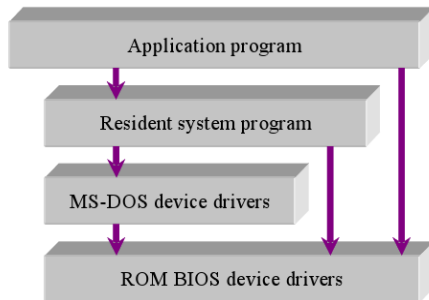 Application program
Resident system program
MS-DOS device drivers
ROM BIOS device drivers